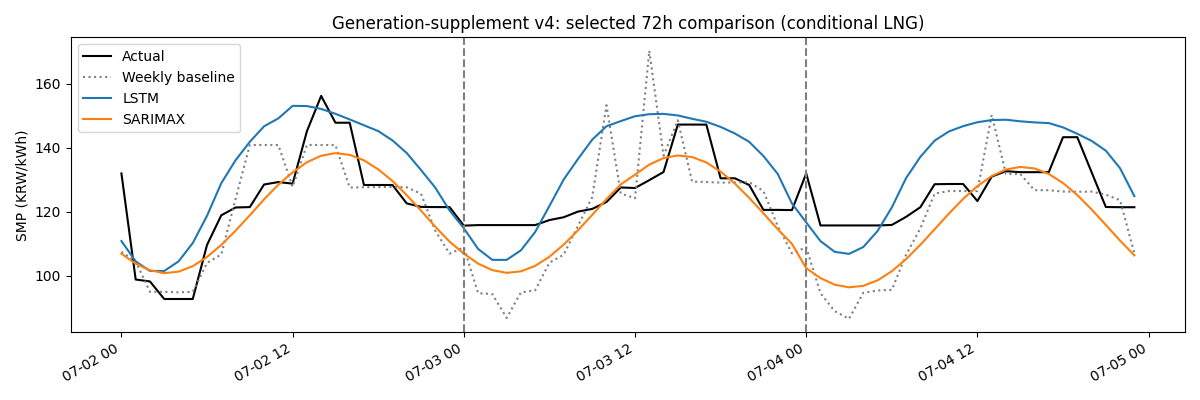 Generation-supplement v4: selected 72h comparison (conditional LNG)
Actual
Weekly baseline
LSTM
SARIMAX
SMP (KRW/kWh)
160
140
120
100
07-02 00
07-02 12
07-03 00
07-03 12
07-04 00
07-04 12
07-05 00